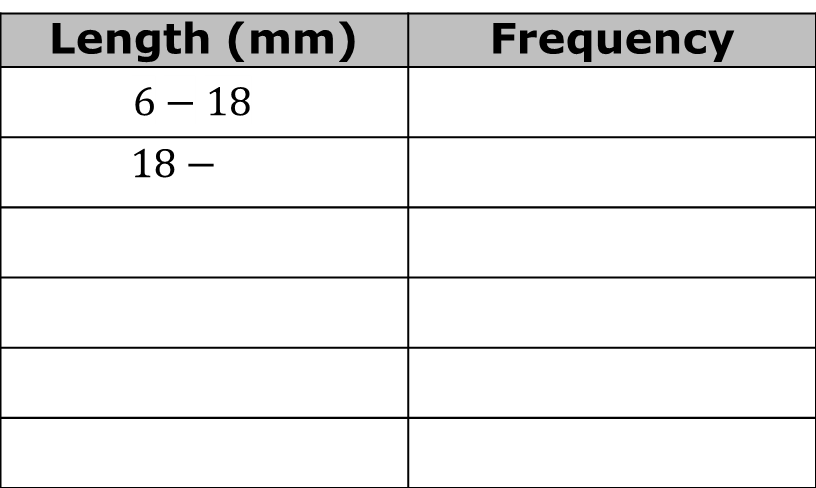 Length (mm) Frequency
6 – 18
18 –